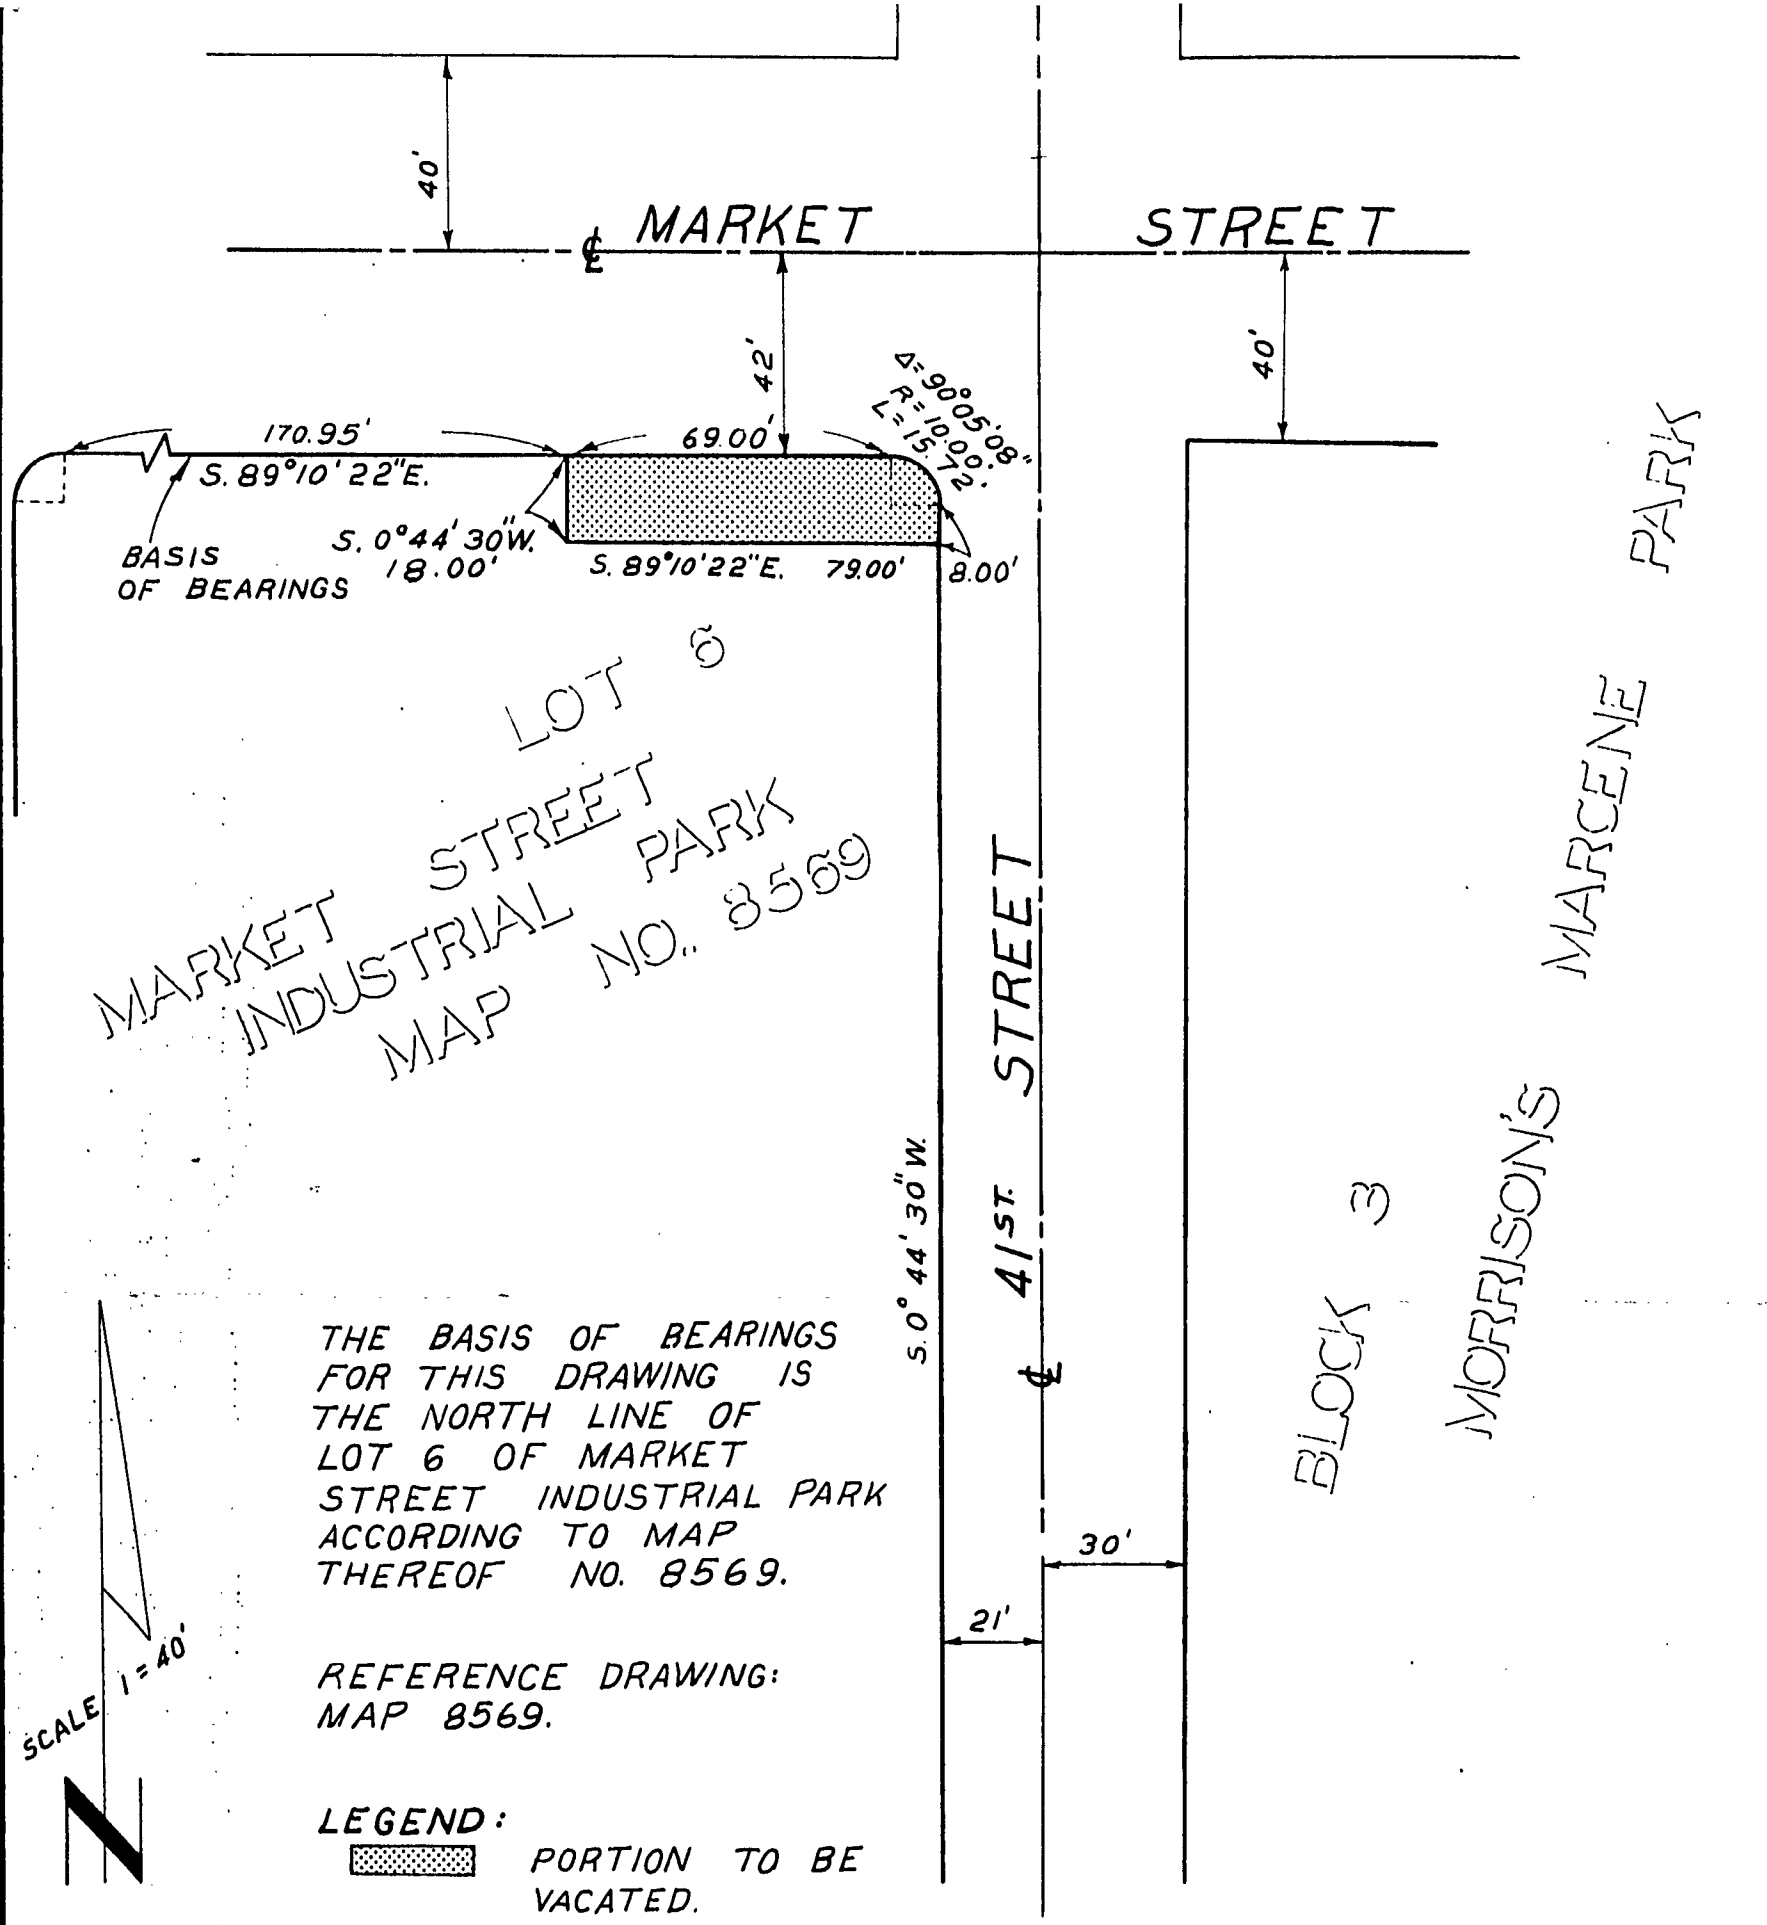 40'
MARKET STREET
℄
42'
40'
Δ=90°05'08"
R=10.00'
L=15.72'
170.95'
69.00'
S. 89°10'22"E.
BASIS
OF BEARINGS
S. 0°44'30"W.
18.00'
S. 89°10'22"E. 79.00'
8.00'
LOT 6
MARKET STREET
INDUSTRIAL PARK
MAP NO. 8569
S. 0° 44' 30"W.
41ST. STREET
℄
BLOCK 3
MORRISON'S MARCENE PARK
THE BASIS OF BEARINGS
FOR THIS DRAWING IS
THE NORTH LINE OF
LOT 6 OF MARKET
STREET INDUSTRIAL PARK
ACCORDING TO MAP
THEREOF NO. 8569.
30'
21'
SCALE 1=40'
N
REFERENCE DRAWING:
MAP 8569.
LEGEND:
PORTION TO BE
VACATED.